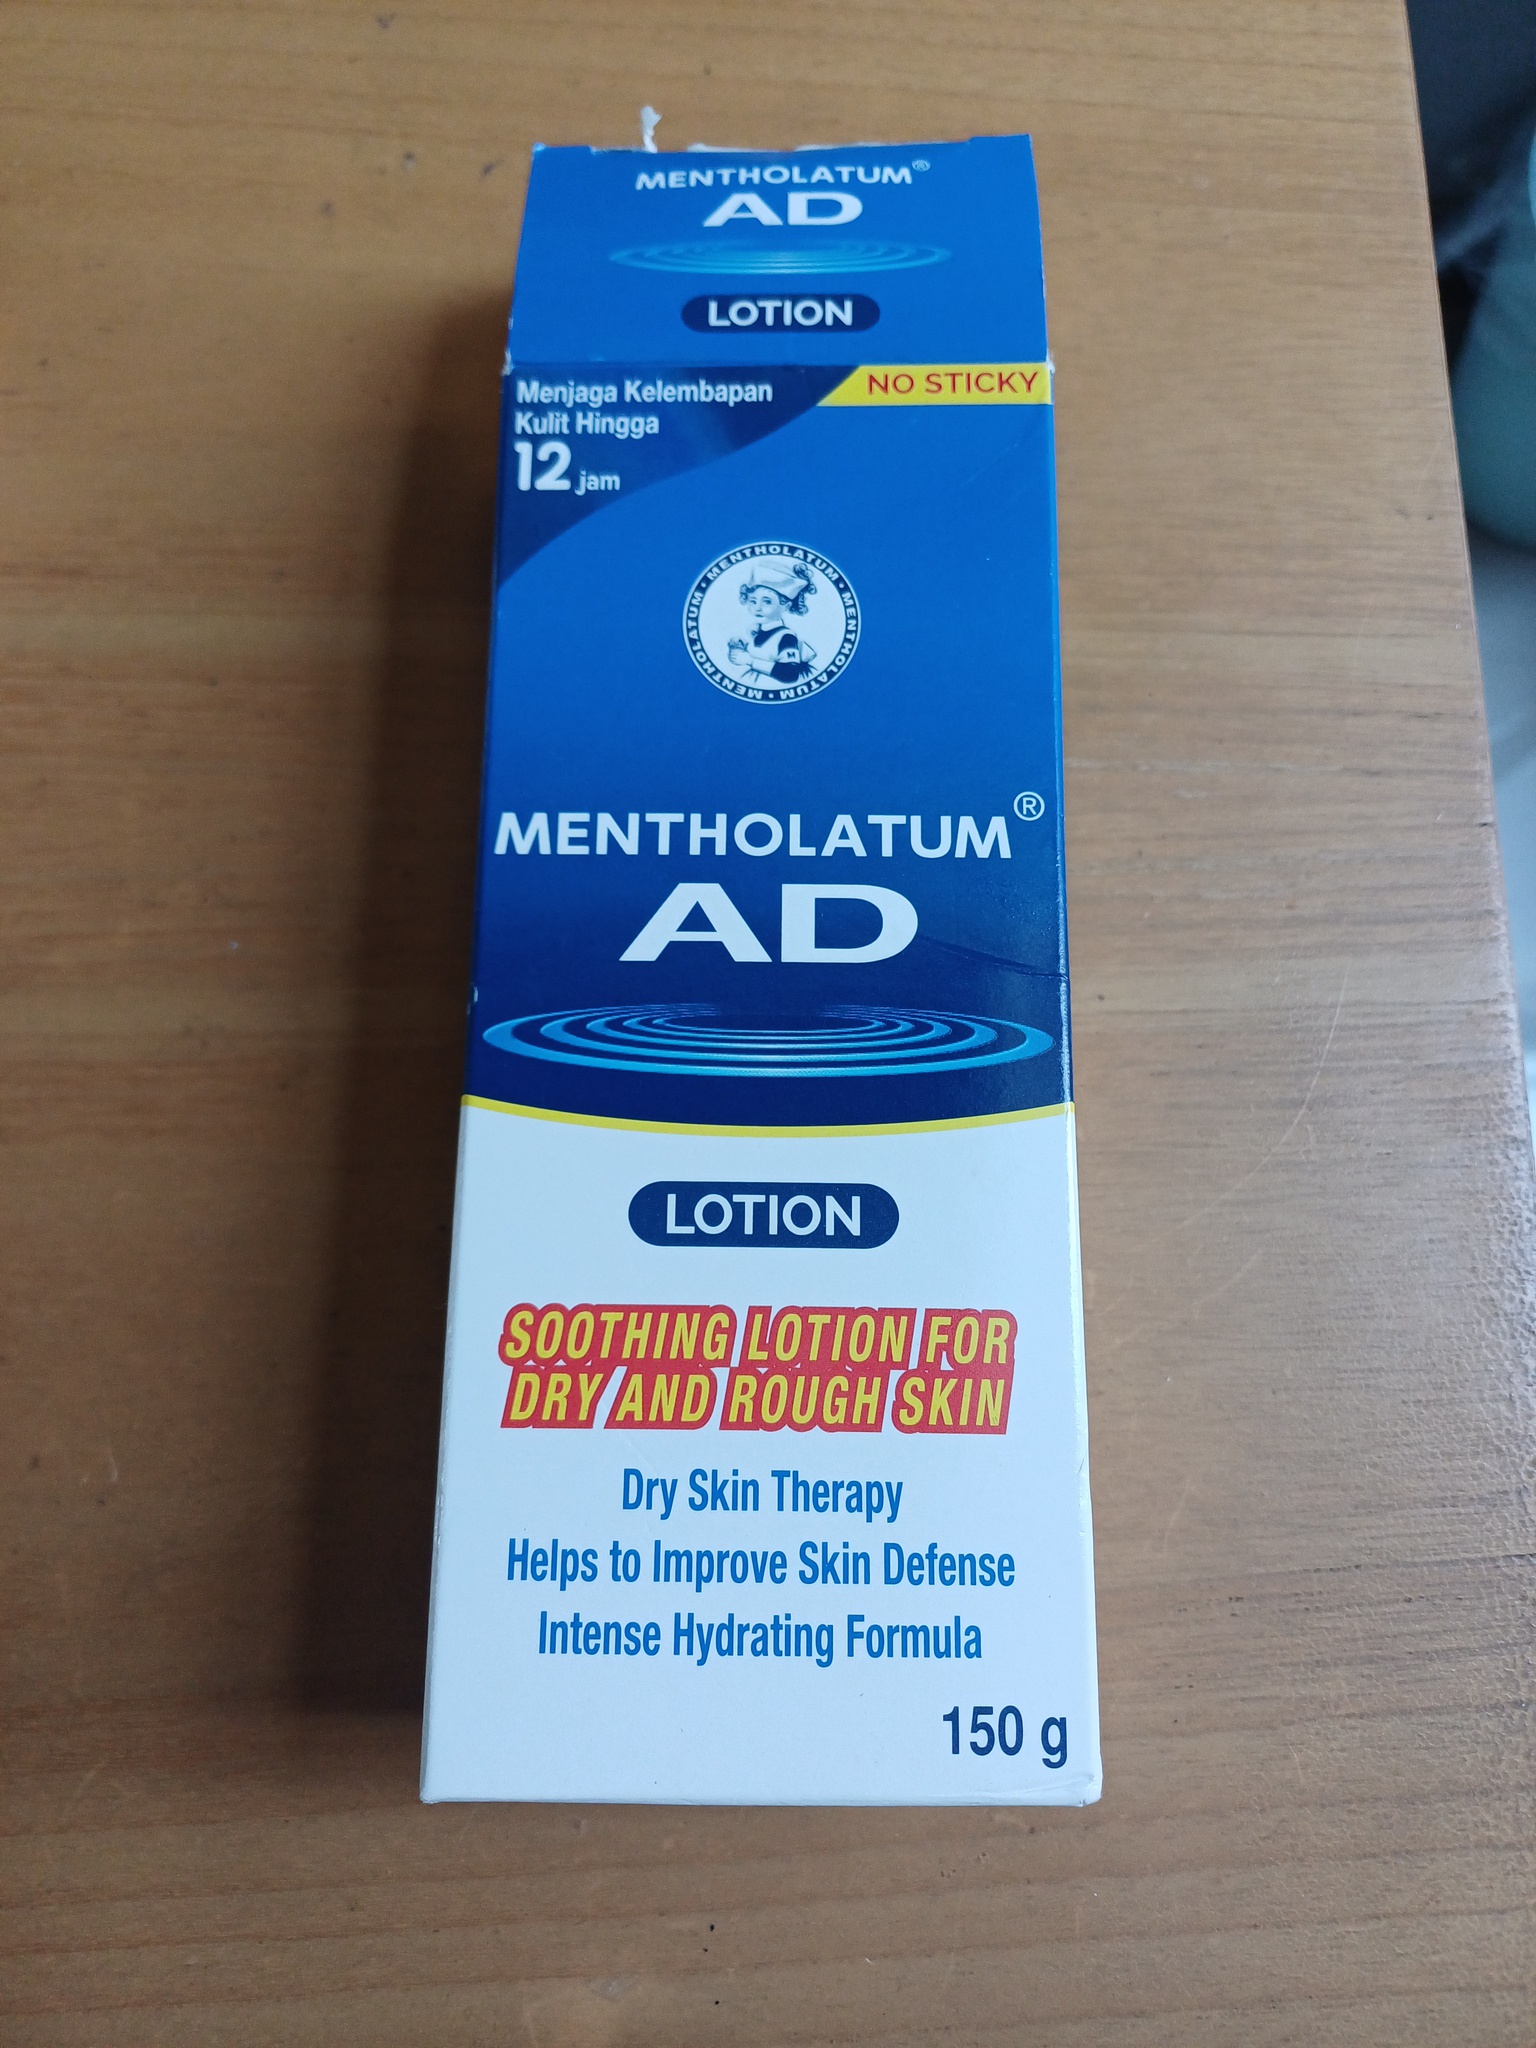 MENTHOLATUM®
AD
LOTION
Menjaga Kelembapan
Kulit Hingga
12 jam
NO STICKY
MENTHOLATUM • MENTHOLATUM • MENTHOLATUM • MENTHOLATUM •
M
MENTHOLATUM®
AD
LOTION
SOOTHING LOTION FOR
DRY AND ROUGH SKIN
Dry Skin Therapy
Helps to Improve Skin Defense
Intense Hydrating Formula
150 g